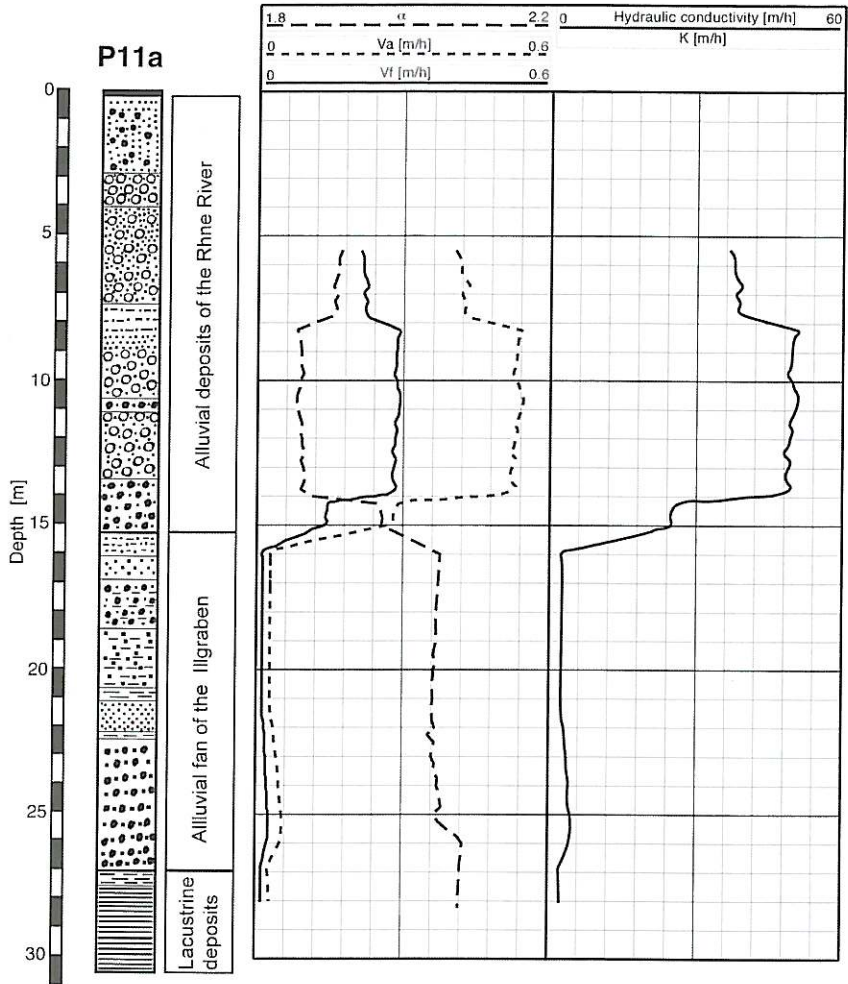 P11a
1.8 α 2.2
0 Va [m/h] 0.6
0 Vf [m/h] 0.6
0 Hydraulic conductivity [m/h] 60
K [m/h]
0
5
10
15
20
25
30
Depth [m]
Alluvial deposits of the Rhne River
Allluvial fan of the Illgraben
Lacustrine
deposits